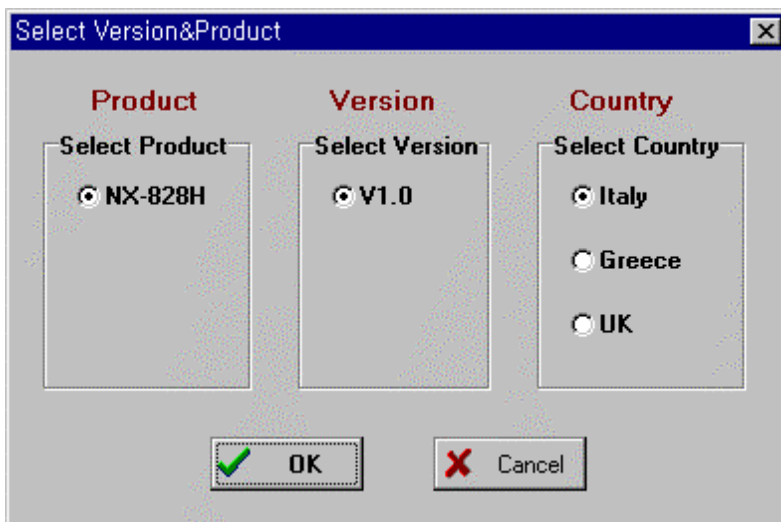 Select Version&Product
Product Version Country
Select Product Select Version Select Country
NX-828H V1.0 Italy
Greece
UK
OK Cancel